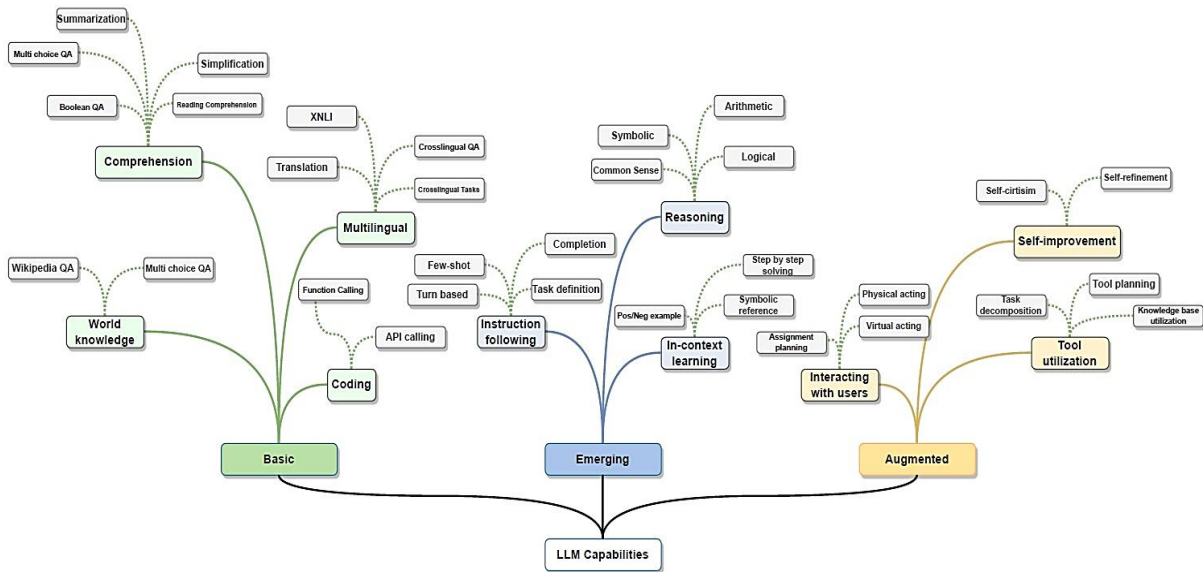 Summarization
Multi choice QA
Simplification
Boolean QA
Reading Comprehension
Comprehension
XNLI
Crosslingual QA
Translation
Crosslingual Tasks
Multilingual
Wikipedia QA
Multi choice QA
World
knowledge
Function Calling
API calling
Coding
Basic
Arithmetic
Symbolic
Logical
Common Sense
Reasoning
Completion
Few-shot
Task definition
Turn based
Instruction
following
Step by step
solving
Symbolic
reference
Pos/Neg example
In-context
learning
Emerging
Self-refinement
Self-cirtisim
Self-improvement
Tool planning
Task
decomposition
Knowledge base
utilization
Tool
utilization
Physical acting
Virtual acting
Assignment
planning
Interacting
with users
Augmented
LLM Capabilities